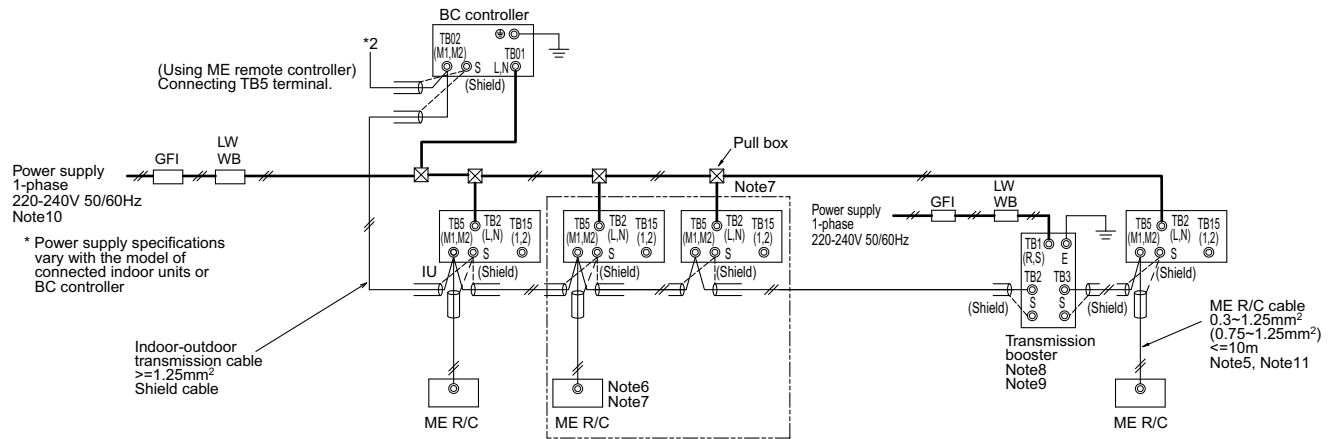 BC controller
*2
TB02
(M1,M2)
S
TB01
L,N
(Shield)
(Using ME remote controller)
Connecting TB5 terminal.
Power supply
1-phase
220-240V 50/60Hz
Note10
GFI
LW
WB
* Power supply specifications
vary with the model of
connected indoor units or
BC controller
Pull box
Note7
TB5
(M1,M2)
TB2
(L,N)
TB15
(1,2)
S
(Shield)
IU
TB5
(M1,M2)
TB2
(L,N)
TB15
(1,2)
S
(Shield)
TB5
(M1,M2)
TB2
(L,N)
TB15
(1,2)
S
(Shield)
Power supply
1-phase
220-240V 50/60Hz
GFI
LW
WB
TB1
(R,S)
E
TB2
TB3
S
S
(Shield)
(Shield)
Transmission
booster
Note8
Note9
TB5
(M1,M2)
TB2
(L,N)
TB15
(1,2)
S
(Shield)
ME R/C cable
0.3~1.25mm²
(0.75~1.25mm²)
<=10m
Note5, Note11
Indoor-outdoor
transmission cable
>=1.25mm²
Shield cable
ME R/C
Note6
Note7
ME R/C
ME R/C